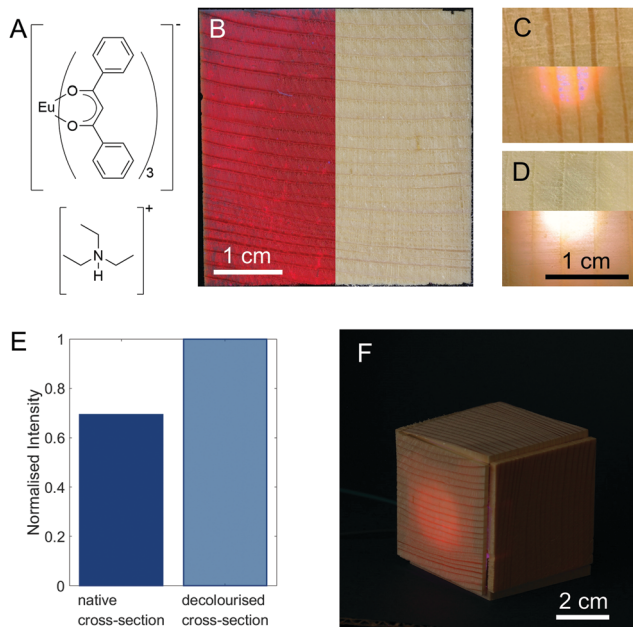 A
B
C
D
E
F
Eu
O
O
3
-
+
N
H
1 cm
1 cm
Normalised Intensity
1
0.8
0.6
0.4
0.2
0
native
cross-section
decolourised
cross-section
2 cm